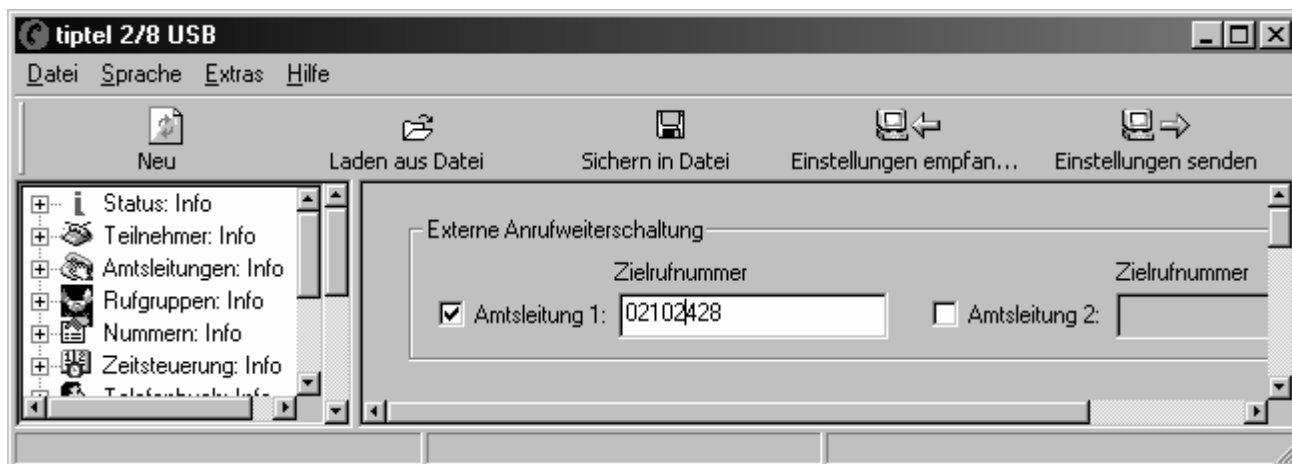 tiptel 2/8 USB
Datei Sprache Extras Hilfe
Neu Laden aus Datei Sichern in Datei Einstellungen empfan... Einstellungen senden
Status: Info
Teilnehmer: Info
Amtsleitungen: Info
Rufgruppen: Info
Nummern: Info
Zeitsteuerung: Info
Externe Anrufweiterschaltung
Zielrufnummer Zielrufnummer
Amtsleitung 1: 02102428 Amtsleitung 2: